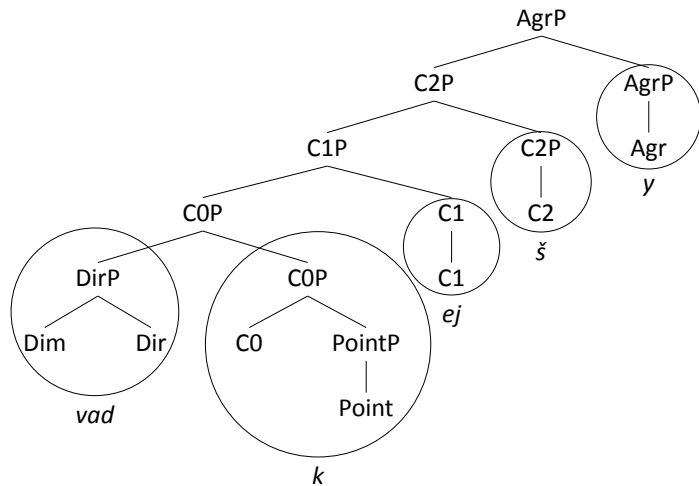 AgrP
C2P AgrP
C1P C2P Agr
y
C0P C1 C2
š
DirP C0P C1
ej
Dim Dir C0 PointP
vad Point
k